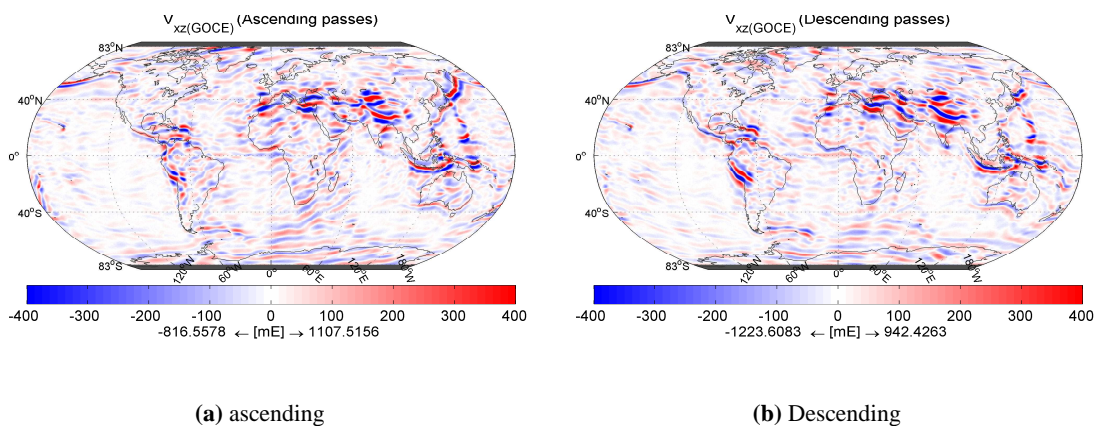 V_xz(GOCE) (Ascending passes)
83°N
40°N
0°
40°S
83°S
120°W 60°W 0° 60°E 120°E 180°W
-400 -300 -200 -100 0 100 200 300 400
-816.5578 ← [mE] → 1107.5156
(a) ascending
V_xz(GOCE) (Descending passes)
83°N
40°N
0°
40°S
83°S
120°W 60°W 0° 60°E 120°E 180°W
-400 -300 -200 -100 0 100 200 300 400
-1223.6083 ← [mE] → 942.4263
(b) Descending